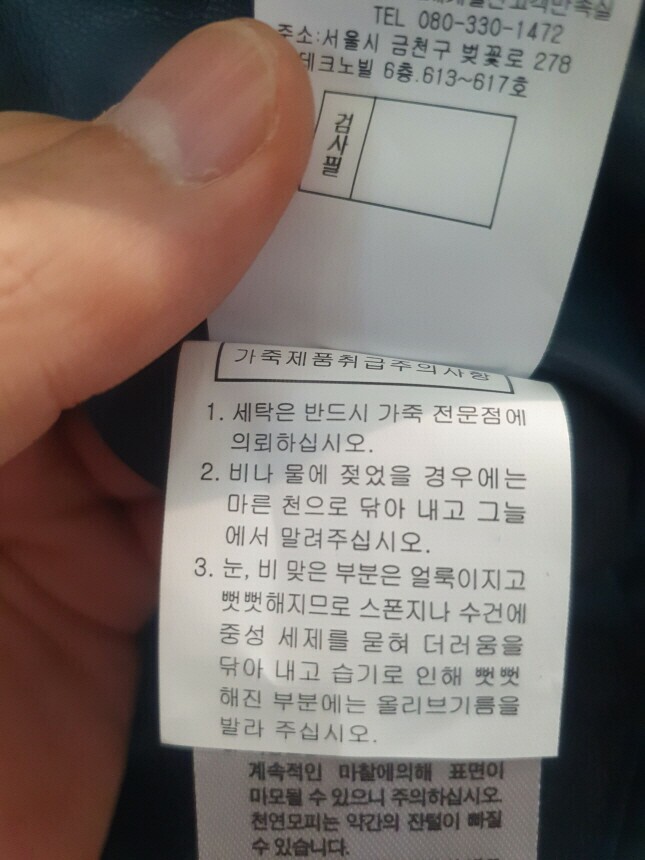 TEL 080-330-1472
주소:서울시 금천구 벚꽃로 278
테크노빌 6층.613~617호
검사필
가죽제품취급주의사항
1. 세탁은 반드시 가죽 전문점에
의뢰하십시오.
2. 비나 물에 젖었을 경우에는
마른 천으로 닦아 내고 그늘
에서 말려주십시오.
3. 눈, 비 맞은 부분은 얼룩이지고
뻣뻣해지므로 스폰지나 수건에
중성 세제를 묻혀 더러움을
닦아 내고 습기로 인해 뻣뻣
해진 부분에는 올리브기름을
발라 주십시오.
계속적인 마찰에의해 표면이
마모될 수 있으니 주의하십시오.
천연모피는 약간의 잔털이 빠질
수 있습니다.